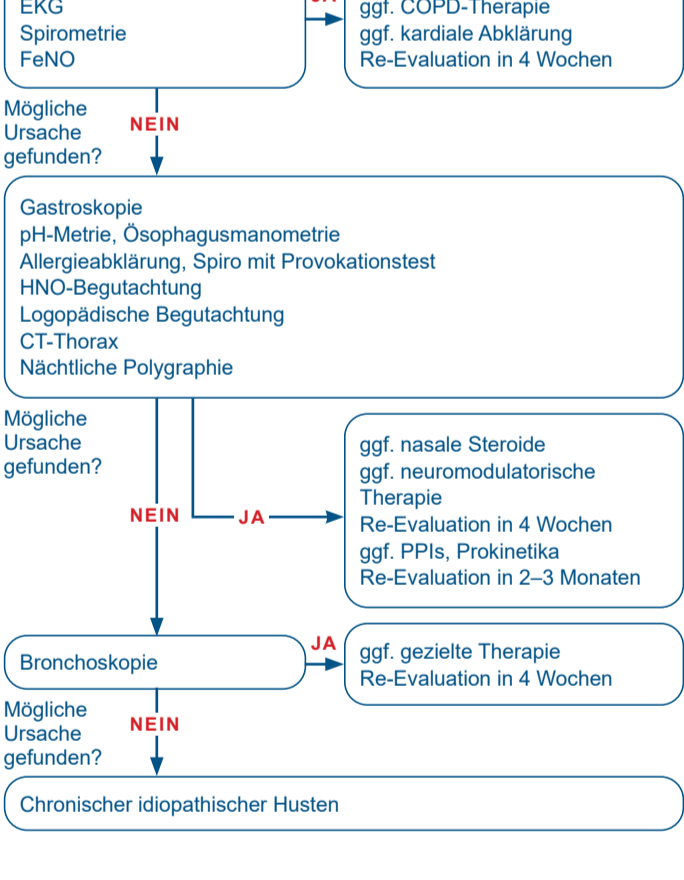 EKG
Spirometrie
FeNO
JA
ggf. COPD-Therapie
ggf. kardiale Abklärung
Re-Evaluation in 4 Wochen
Mögliche
Ursache
gefunden?
NEIN
Gastroskopie
pH-Metrie, Ösophagusmanometrie
Allergieabklärung, Spiro mit Provokationstest
HNO-Begutachtung
Logopädische Begutachtung
CT-Thorax
Nächtliche Polygraphie
Mögliche
Ursache
gefunden?
NEIN
JA
ggf. nasale Steroide
ggf. neuromodulatorische
Therapie
Re-Evaluation in 4 Wochen
ggf. PPIs, Prokinetika
Re-Evaluation in 2–3 Monaten
Bronchoskopie
JA
ggf. gezielte Therapie
Re-Evaluation in 4 Wochen
Mögliche
Ursache
gefunden?
NEIN
Chronischer idiopathischer Husten